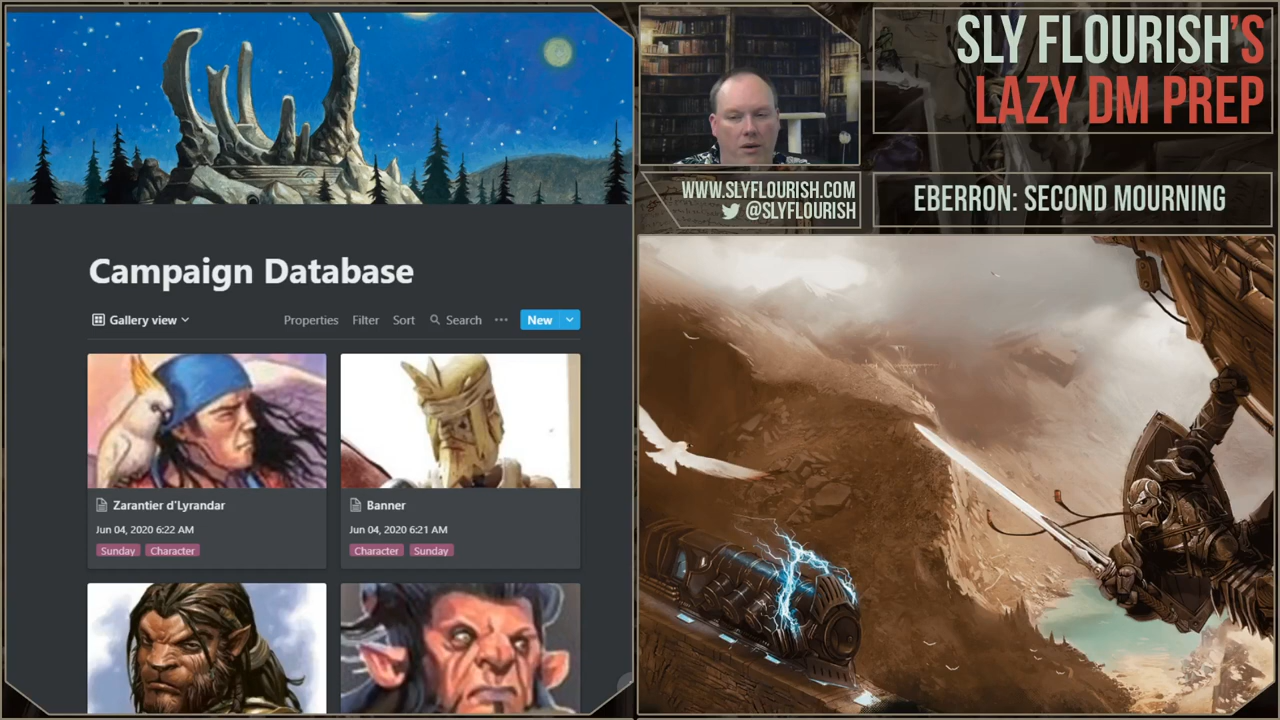 Campaign Database
Gallery view
Properties Filter Sort Search ••• New
Zarantier d'Lyrandar
Jun 04, 2020 6:22 AM
Sunday Character
Banner
Jun 04, 2020 6:21 AM
Character Sunday
SLY FLOURISH'S
LAZY DM PREP
WWW.SLYFLOURISH.COM
@SLYFLOURISH
EBERRON: SECOND MOURNING